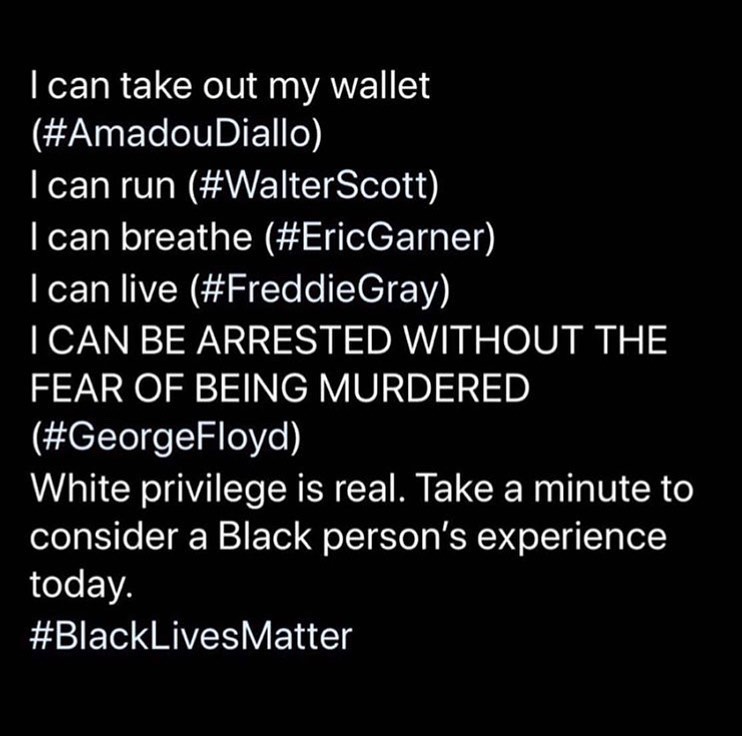 I can take out my wallet
(#AmadouDiallo)
I can run (#WalterScott)
I can breathe (#EricGarner)
I can live (#FreddieGray)
I CAN BE ARRESTED WITHOUT THE
FEAR OF BEING MURDERED
(#GeorgeFloyd)
White privilege is real. Take a minute to
consider a Black person’s experience
today.
#BlackLivesMatter